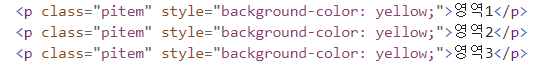 <p class="pitem" style="background-color: yellow;">영역1</p>
<p class="pitem" style="background-color: yellow;">영역2</p>
<p class="pitem" style="background-color: yellow;">영역3</p>